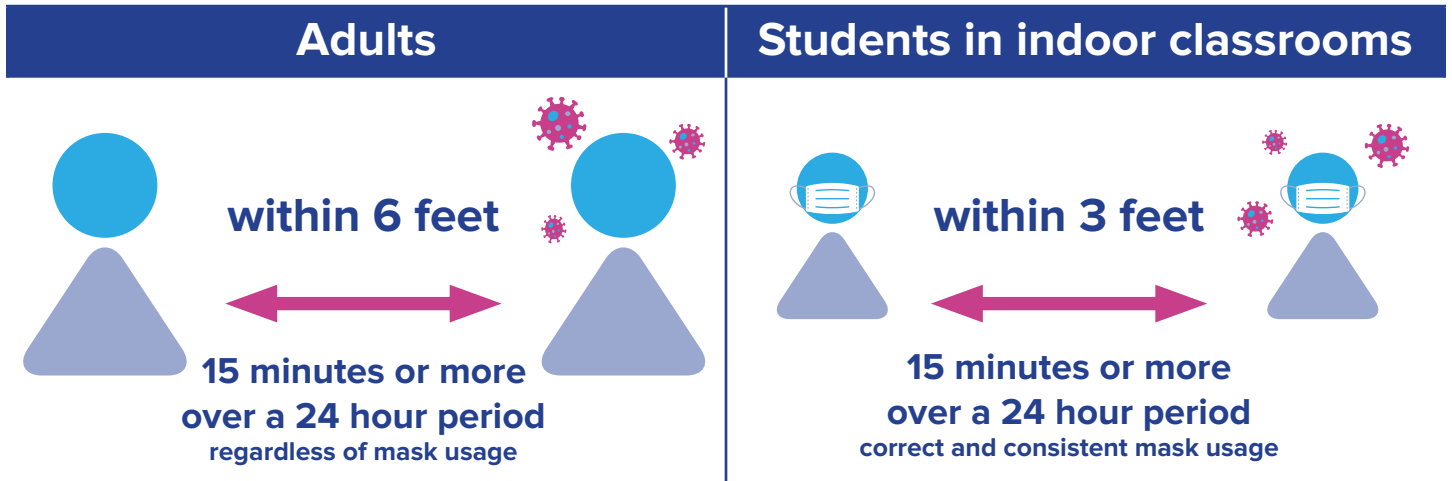 Adults
within 6 feet
15 minutes or more
over a 24 hour period
regardless of mask usage
Students in indoor classrooms
within 3 feet
15 minutes or more
over a 24 hour period
correct and consistent mask usage